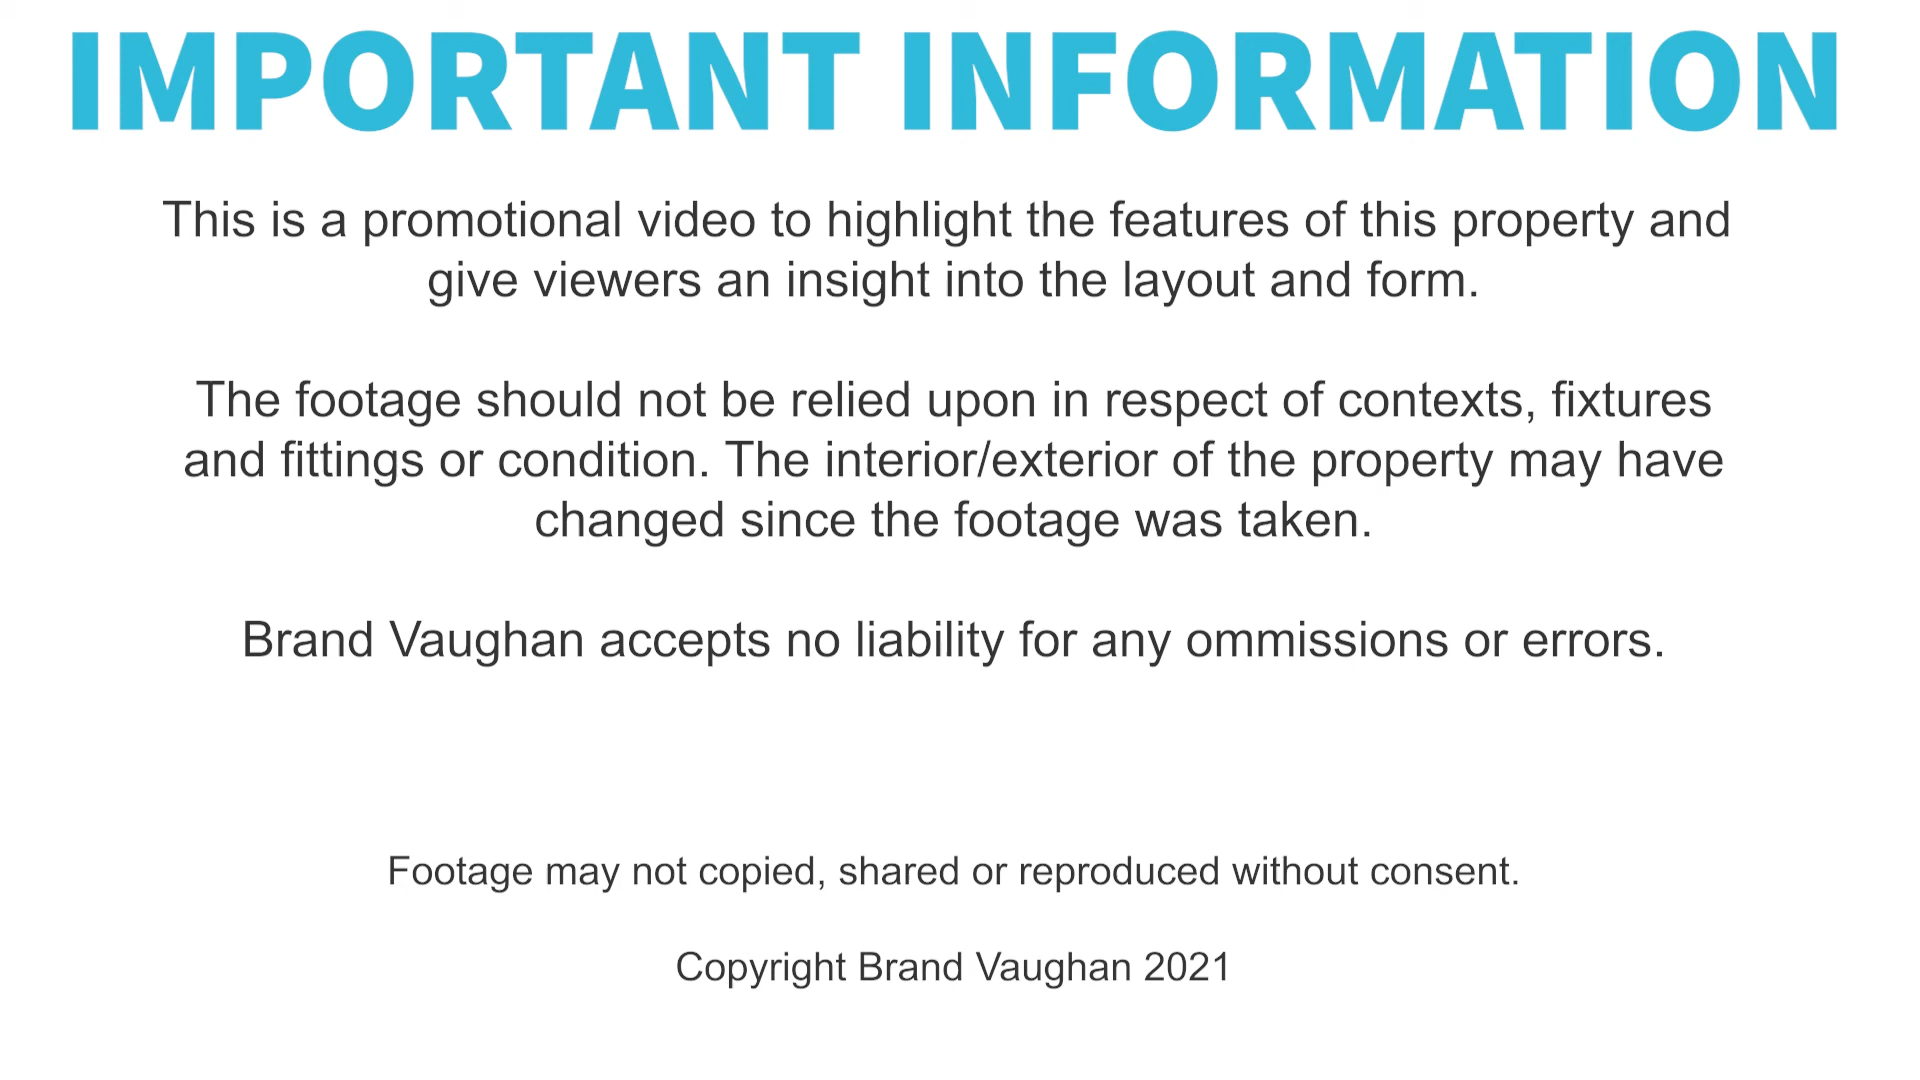 IMPORTANT INFORMATION
This is a promotional video to highlight the features of this property and
give viewers an insight into the layout and form.
The footage should not be relied upon in respect of contexts, fixtures
and fittings or condition. The interior/exterior of the property may have
changed since the footage was taken.
Brand Vaughan accepts no liability for any ommissions or errors.
Footage may not copied, shared or reproduced without consent.
Copyright Brand Vaughan 2021